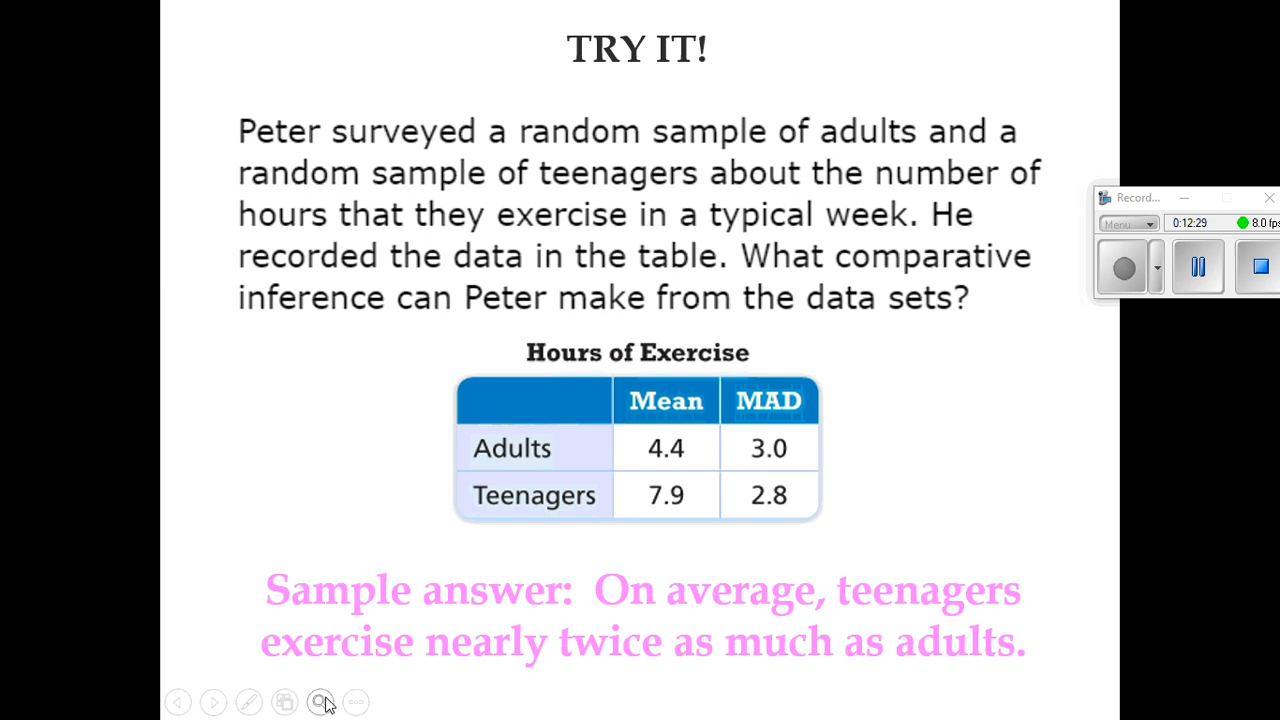 TRY IT!
Peter surveyed a random sample of adults and a
random sample of teenagers about the number of
hours that they exercise in a typical week. He
recorded the data in the table. What comparative
inference can Peter make from the data sets?
Record...
Menu 0:12:29 8.0 fps
Hours of Exercise
Mean MAD
Adults 4.4 3.0
Teenagers 7.9 2.8
Sample answer: On average, teenagers
exercise nearly twice as much as adults.